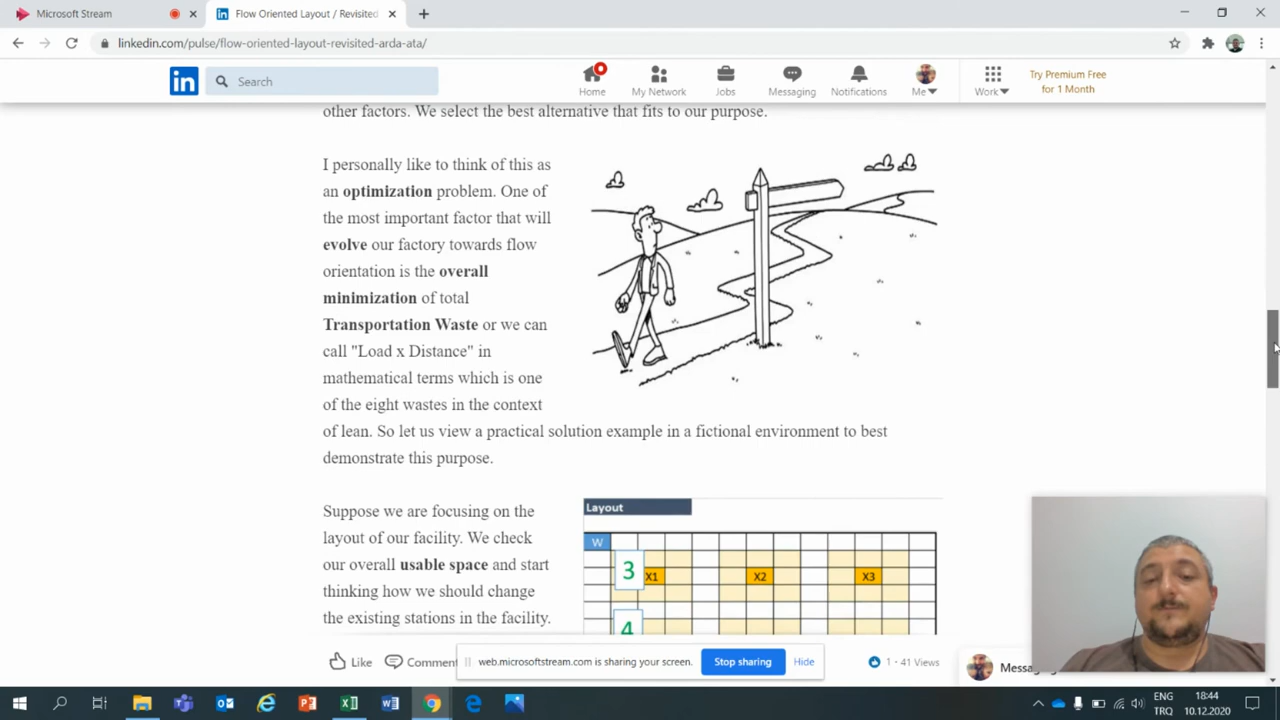 Microsoft Stream
Flow Oriented Layout / Revisited
linkedin.com/pulse/flow-oriented-layout-revisited-arda-ata/
in
Search
Home
My Network
Jobs
Messaging
Notifications
Me
Work
Try Premium Free
for 1 Month
other factors. We select the best alternative that fits to our purpose.
I personally like to think of this as
an optimization problem. One of
the most important factor that will
evolve our factory towards flow
orientation is the overall
minimization of total
Transportation Waste or we can
call "Load x Distance" in
mathematical terms which is one
of the eight wastes in the context
of lean. So let us view a practical solution example in a fictional environment to best
demonstrate this purpose.
Suppose we are focusing on the
layout of our facility. We check
our overall usable space and start
thinking how we should change
the existing stations in the facility.
Layout
W
3
X1
X2
X3
4
Like
Comment
web.microsoftstream.com is sharing your screen.
Stop sharing
Hide
1 · 41 Views
Messag
ENG
TRQ
18:44
10.12.2020